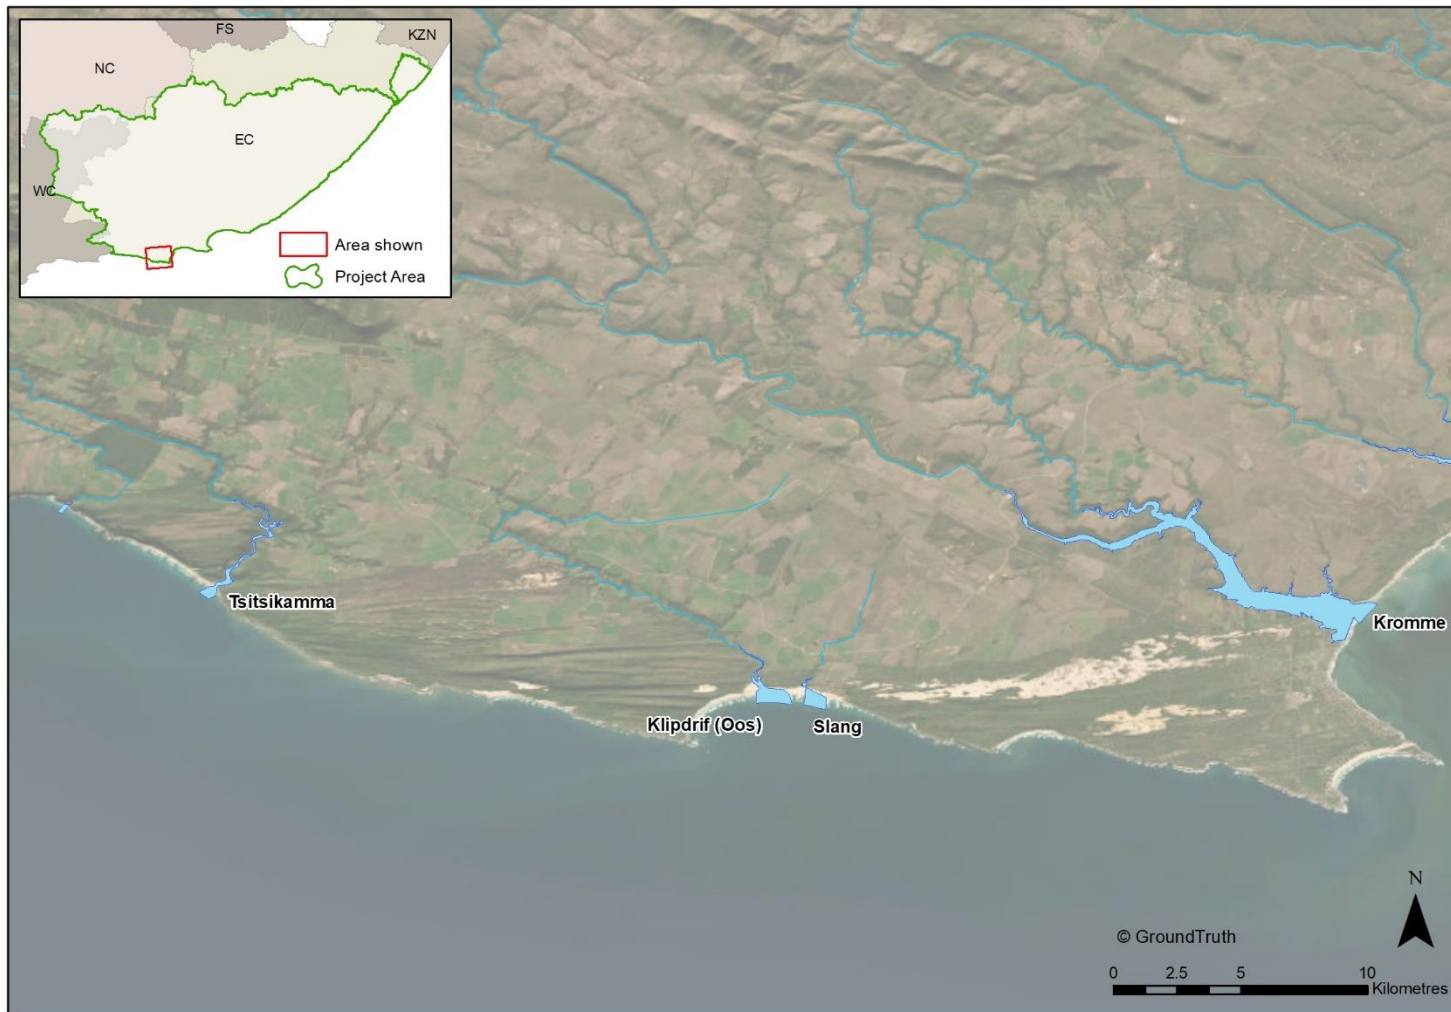 FS
KZN
NC
EC
WC
Area shown
Project Area
Tsitsikamma
Kromme
Klipdrif (Oos)
Slang
N
© GroundTruth
0 2.5 5 10
Kilometres